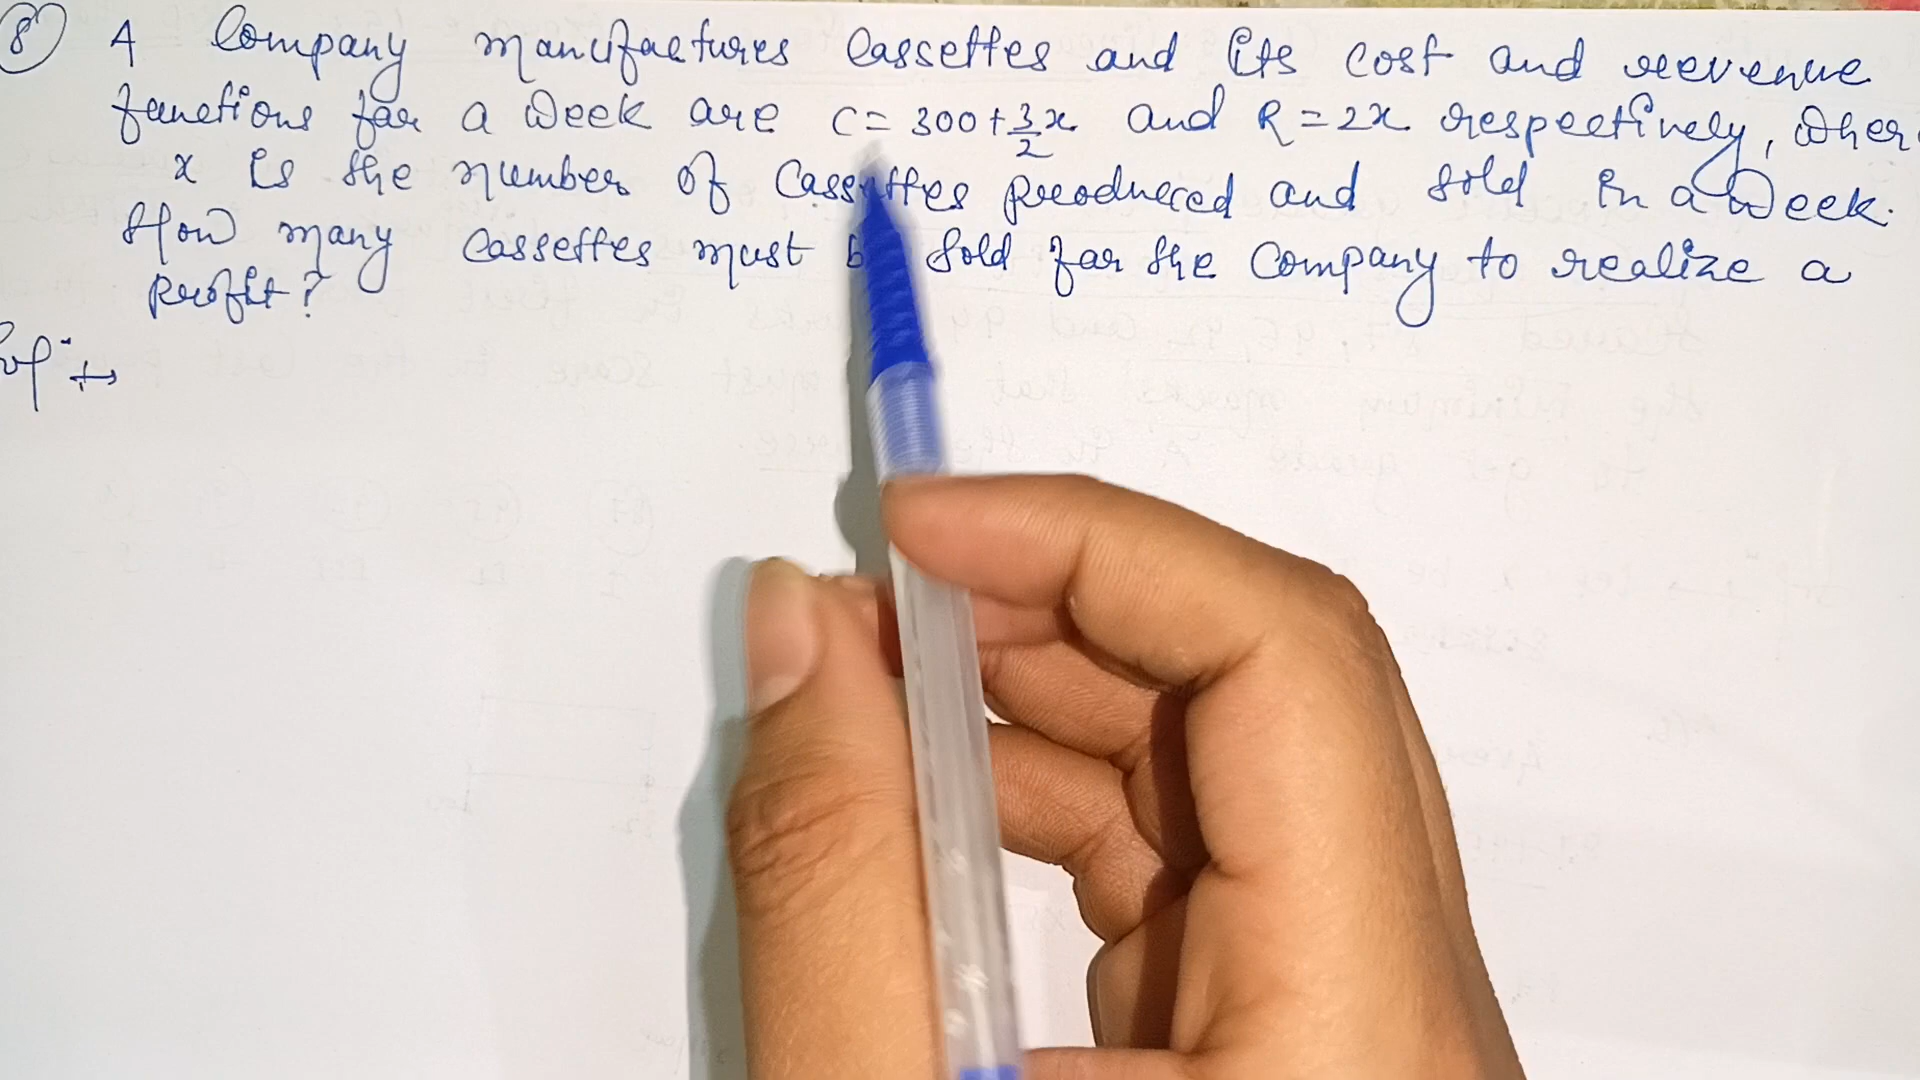 8 A Company manufactures Cassettes and its cost and revenue
functions for a week are C = 300 + 3/2 x and R = 2x respectively, wher
x is the number of Cassettes produced and sold in a week.
How many cassettes must be sold for the Company to realize a
profit?